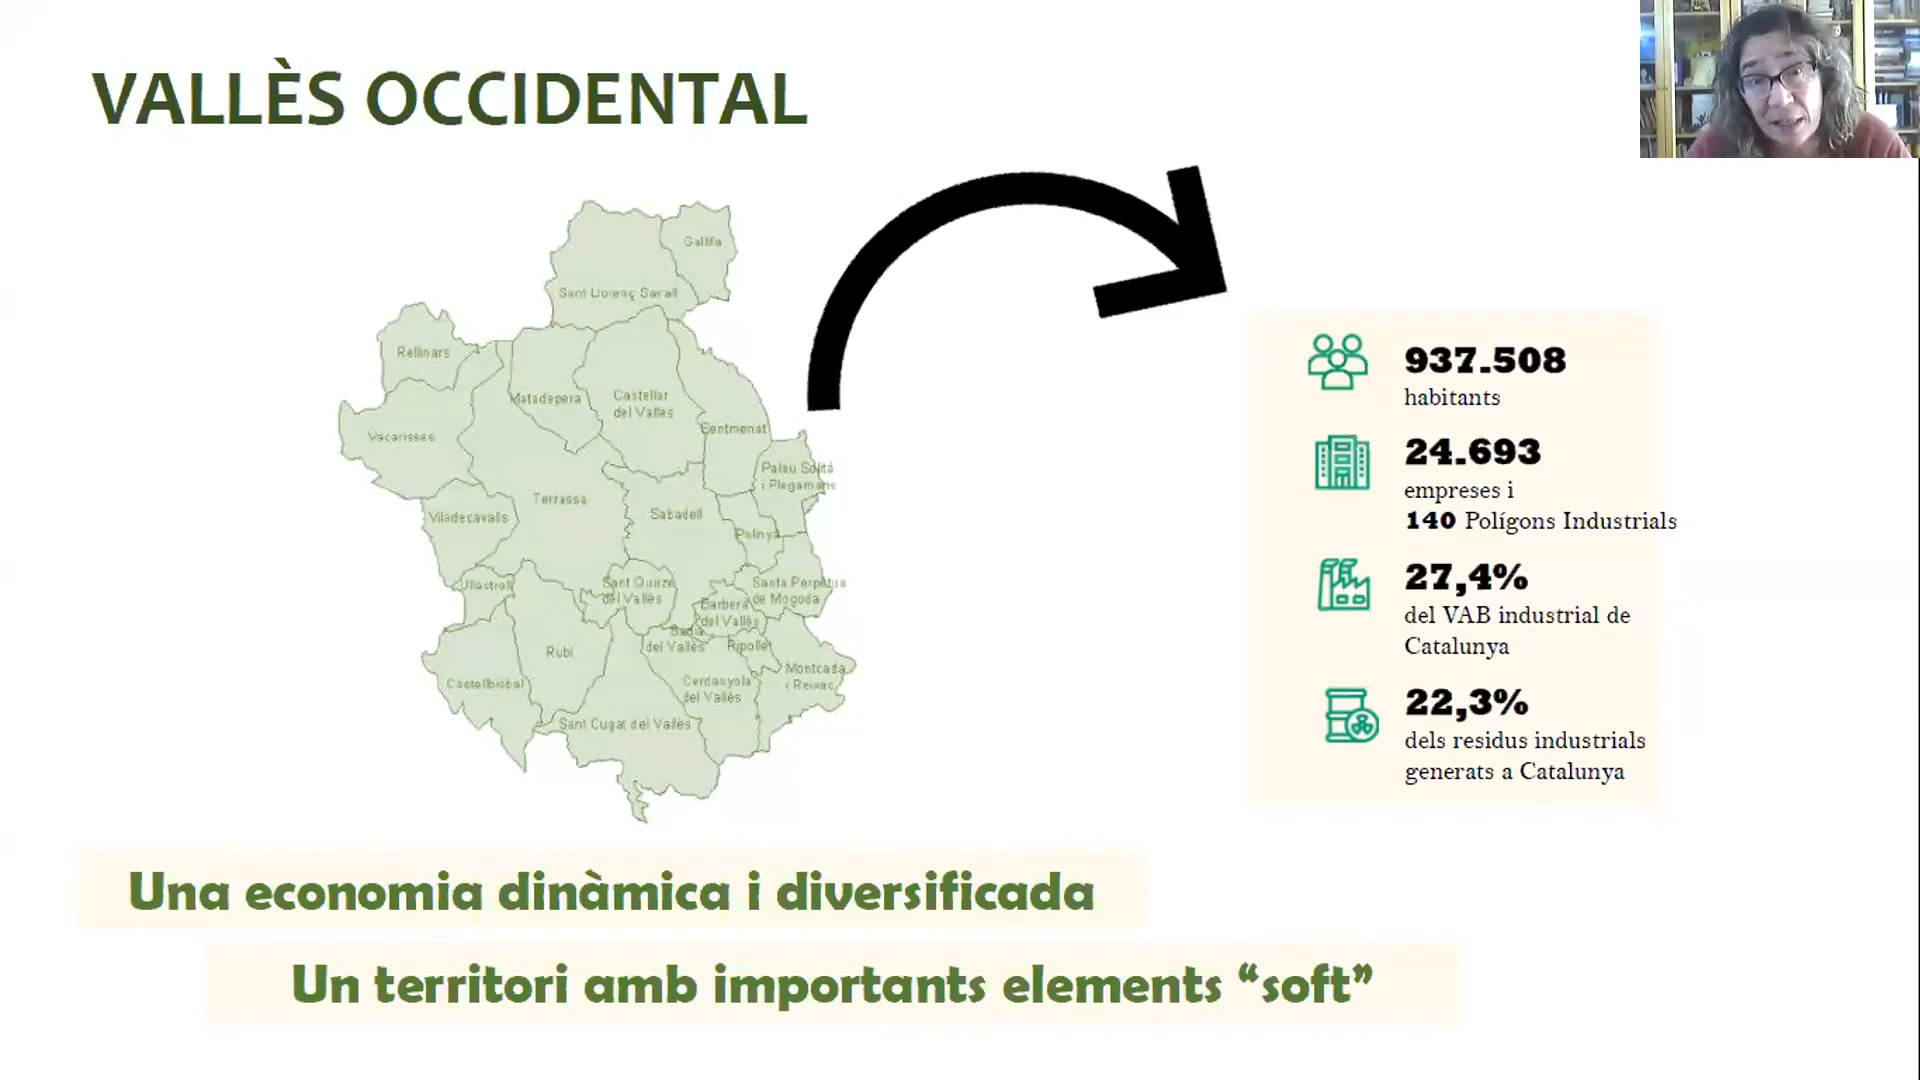 VALLÈS OCCIDENTAL
Gallifa
Sant Llorenç Savall
Rellinars
Matadepera
Castellar
del Vallès
Vacarisses
Sentmenat
Palau Solità
i Plegamans
Viladecavalls
Terrassa
Sabadell
Polinyà
Ullastrell
Sant Quirze
del Vallès
Santa Perpètua
de Mogoda
Barberà
del Vallès
Badia
del Vallès
Ripollet
Rubí
Montcada
i Reixac
Castellbisbal
Cerdanyola
del Vallès
Sant Cugat del Vallès
937.508
habitants
24.693
empreses i
140 Polígons Industrials
27,4%
del VAB industrial de
Catalunya
22,3%
dels residus industrials
generats a Catalunya
Una economia dinàmica i diversificada
Un territori amb importants elements “soft”